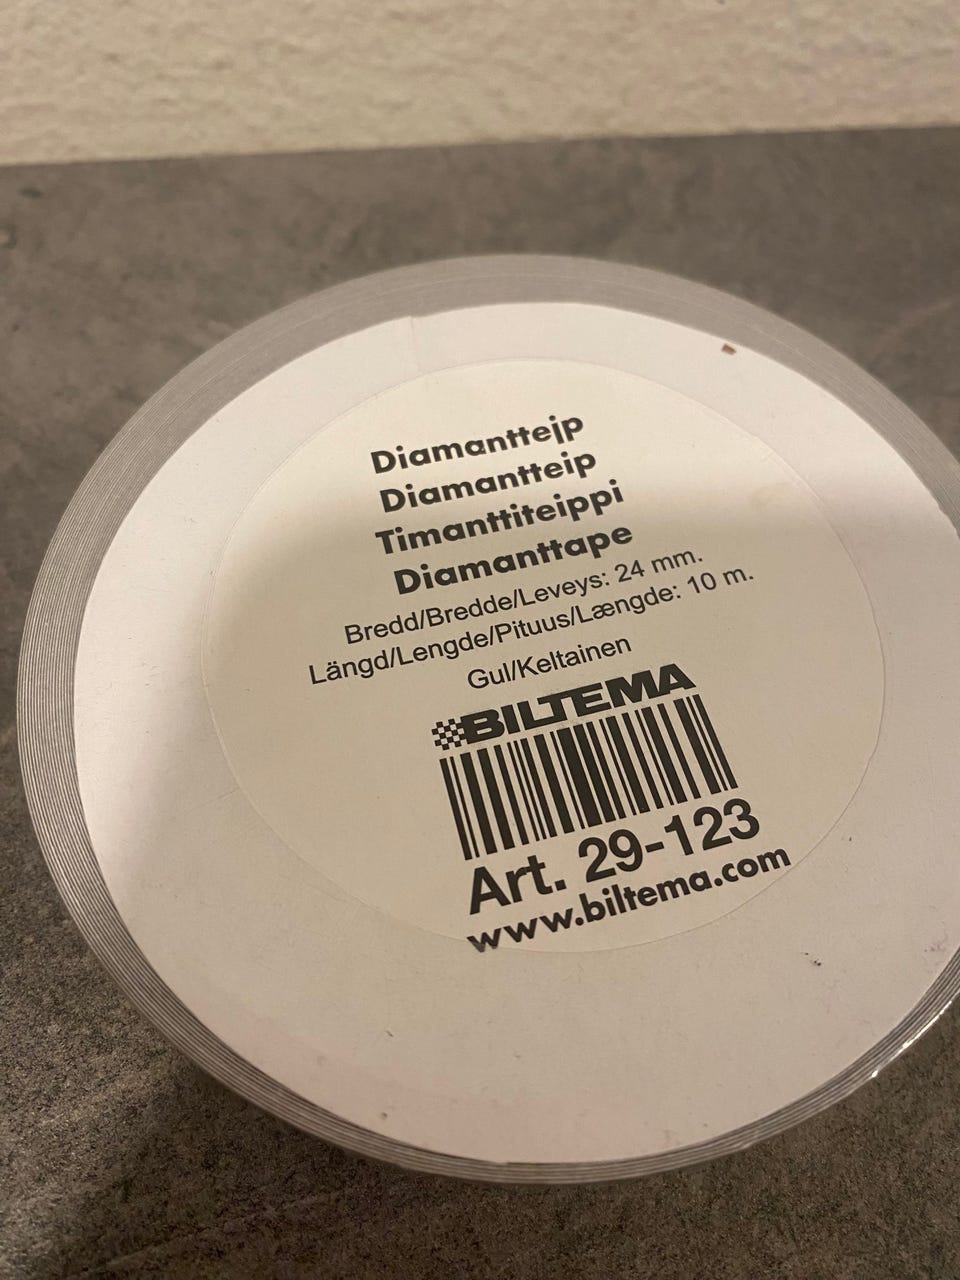 Diamanttejp
Diamantteip
Timanttiteippi
Diamanttape
Bredd/Bredde/Leveys: 24 mm.
Längd/Lengde/Pituus/Længde: 10 m.
Gul/Keltainen
BILTEMA
Art. 29-123
www.biltema.com